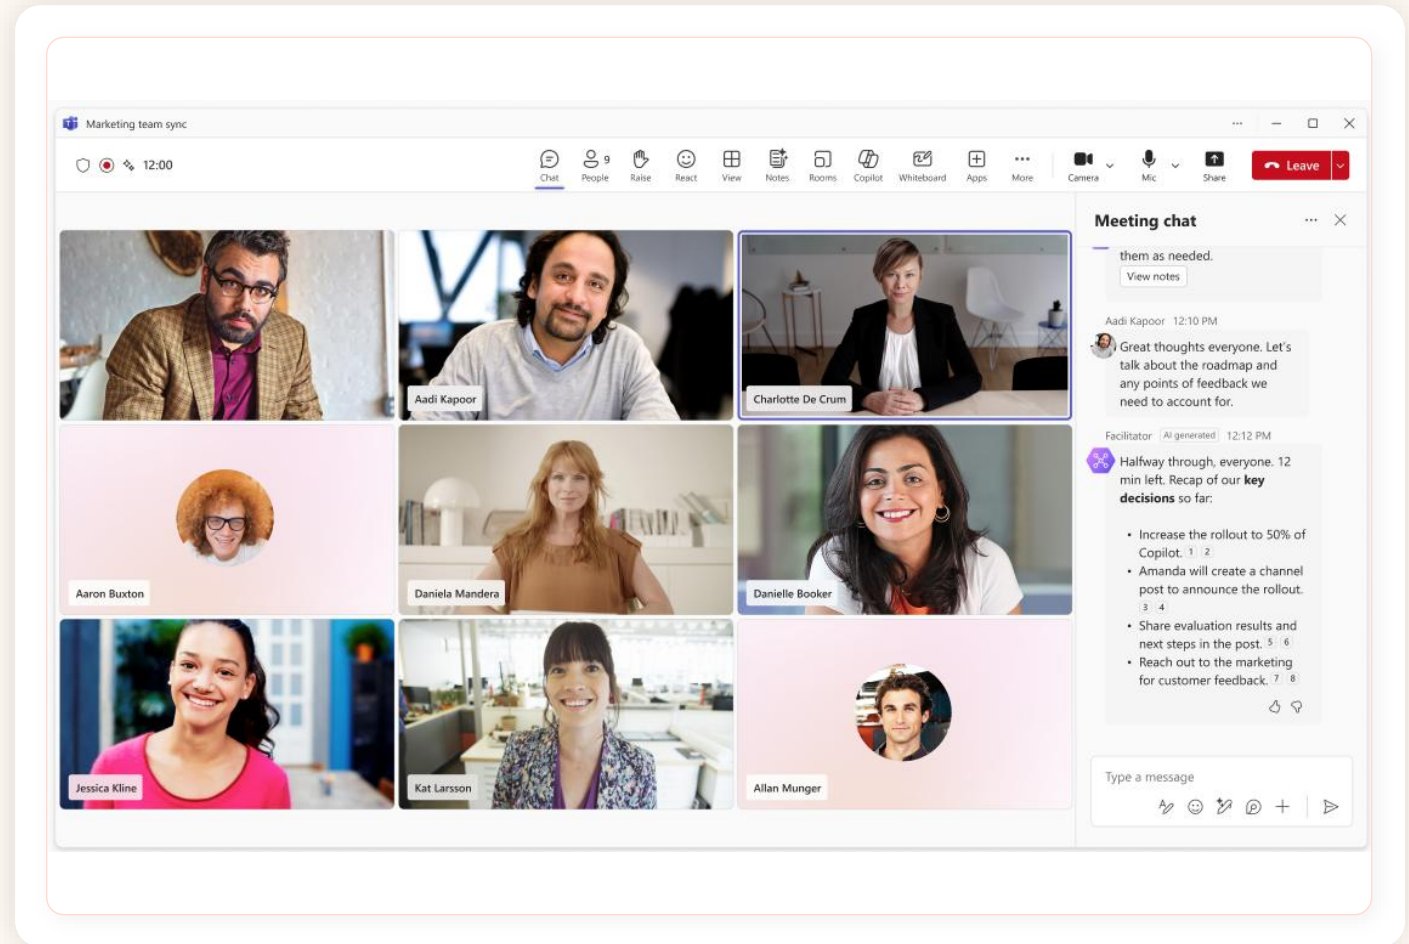 Marketing team sync
12:00
Chat
People 9
Raise
React
View
Notes
Rooms
Copilot
Whiteboard
Apps
More
Camera
Mic
Share
Leave
Aadi Kapoor
Charlotte De Crum
Aaron Buxton
Daniela Mandera
Danielle Booker
Jessica Kline
Kat Larsson
Allan Munger
Meeting chat
them as needed.
View notes
Aadi Kapoor 12:10 PM
Great thoughts everyone. Let's
talk about the roadmap and
any points of feedback we
need to account for.
Facilitator AI generated 12:12 PM
Halfway through, everyone. 12
min left. Recap of our key
decisions so far:
• Increase the rollout to 50% of
Copilot. 1 2
• Amanda will create a channel
post to announce the rollout.
3 4
• Share evaluation results and
next steps in the post. 5 6
• Reach out to the marketing
for customer feedback. 7 8
Type a message